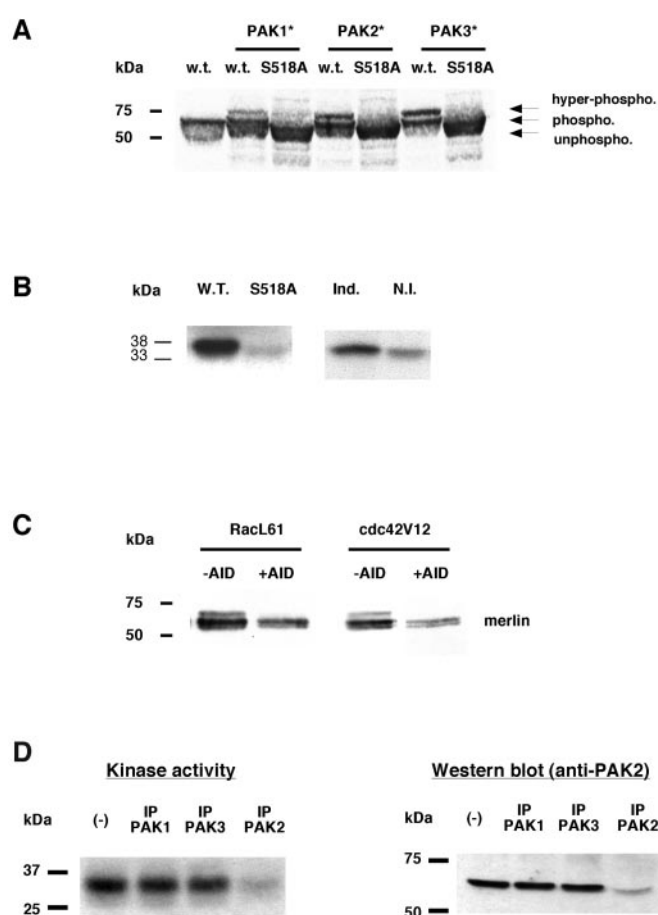 A
PAK1* PAK2* PAK3*
kDa w.t. w.t. S518A w.t. S518A w.t. S518A
75 hyper-phospho.
phospho.
50 unphospho.
B
kDa W.T. S518A Ind. N.I.
38
33
C
kDa RacL61 cdc42V12
-AID +AID -AID +AID
75
merlin
50
D
Kinase activity Western blot (anti-PAK2)
kDa (-) IP PAK1 IP PAK3 IP PAK2 kDa (-) IP PAK1 IP PAK3 IP PAK2
37 75
25 50